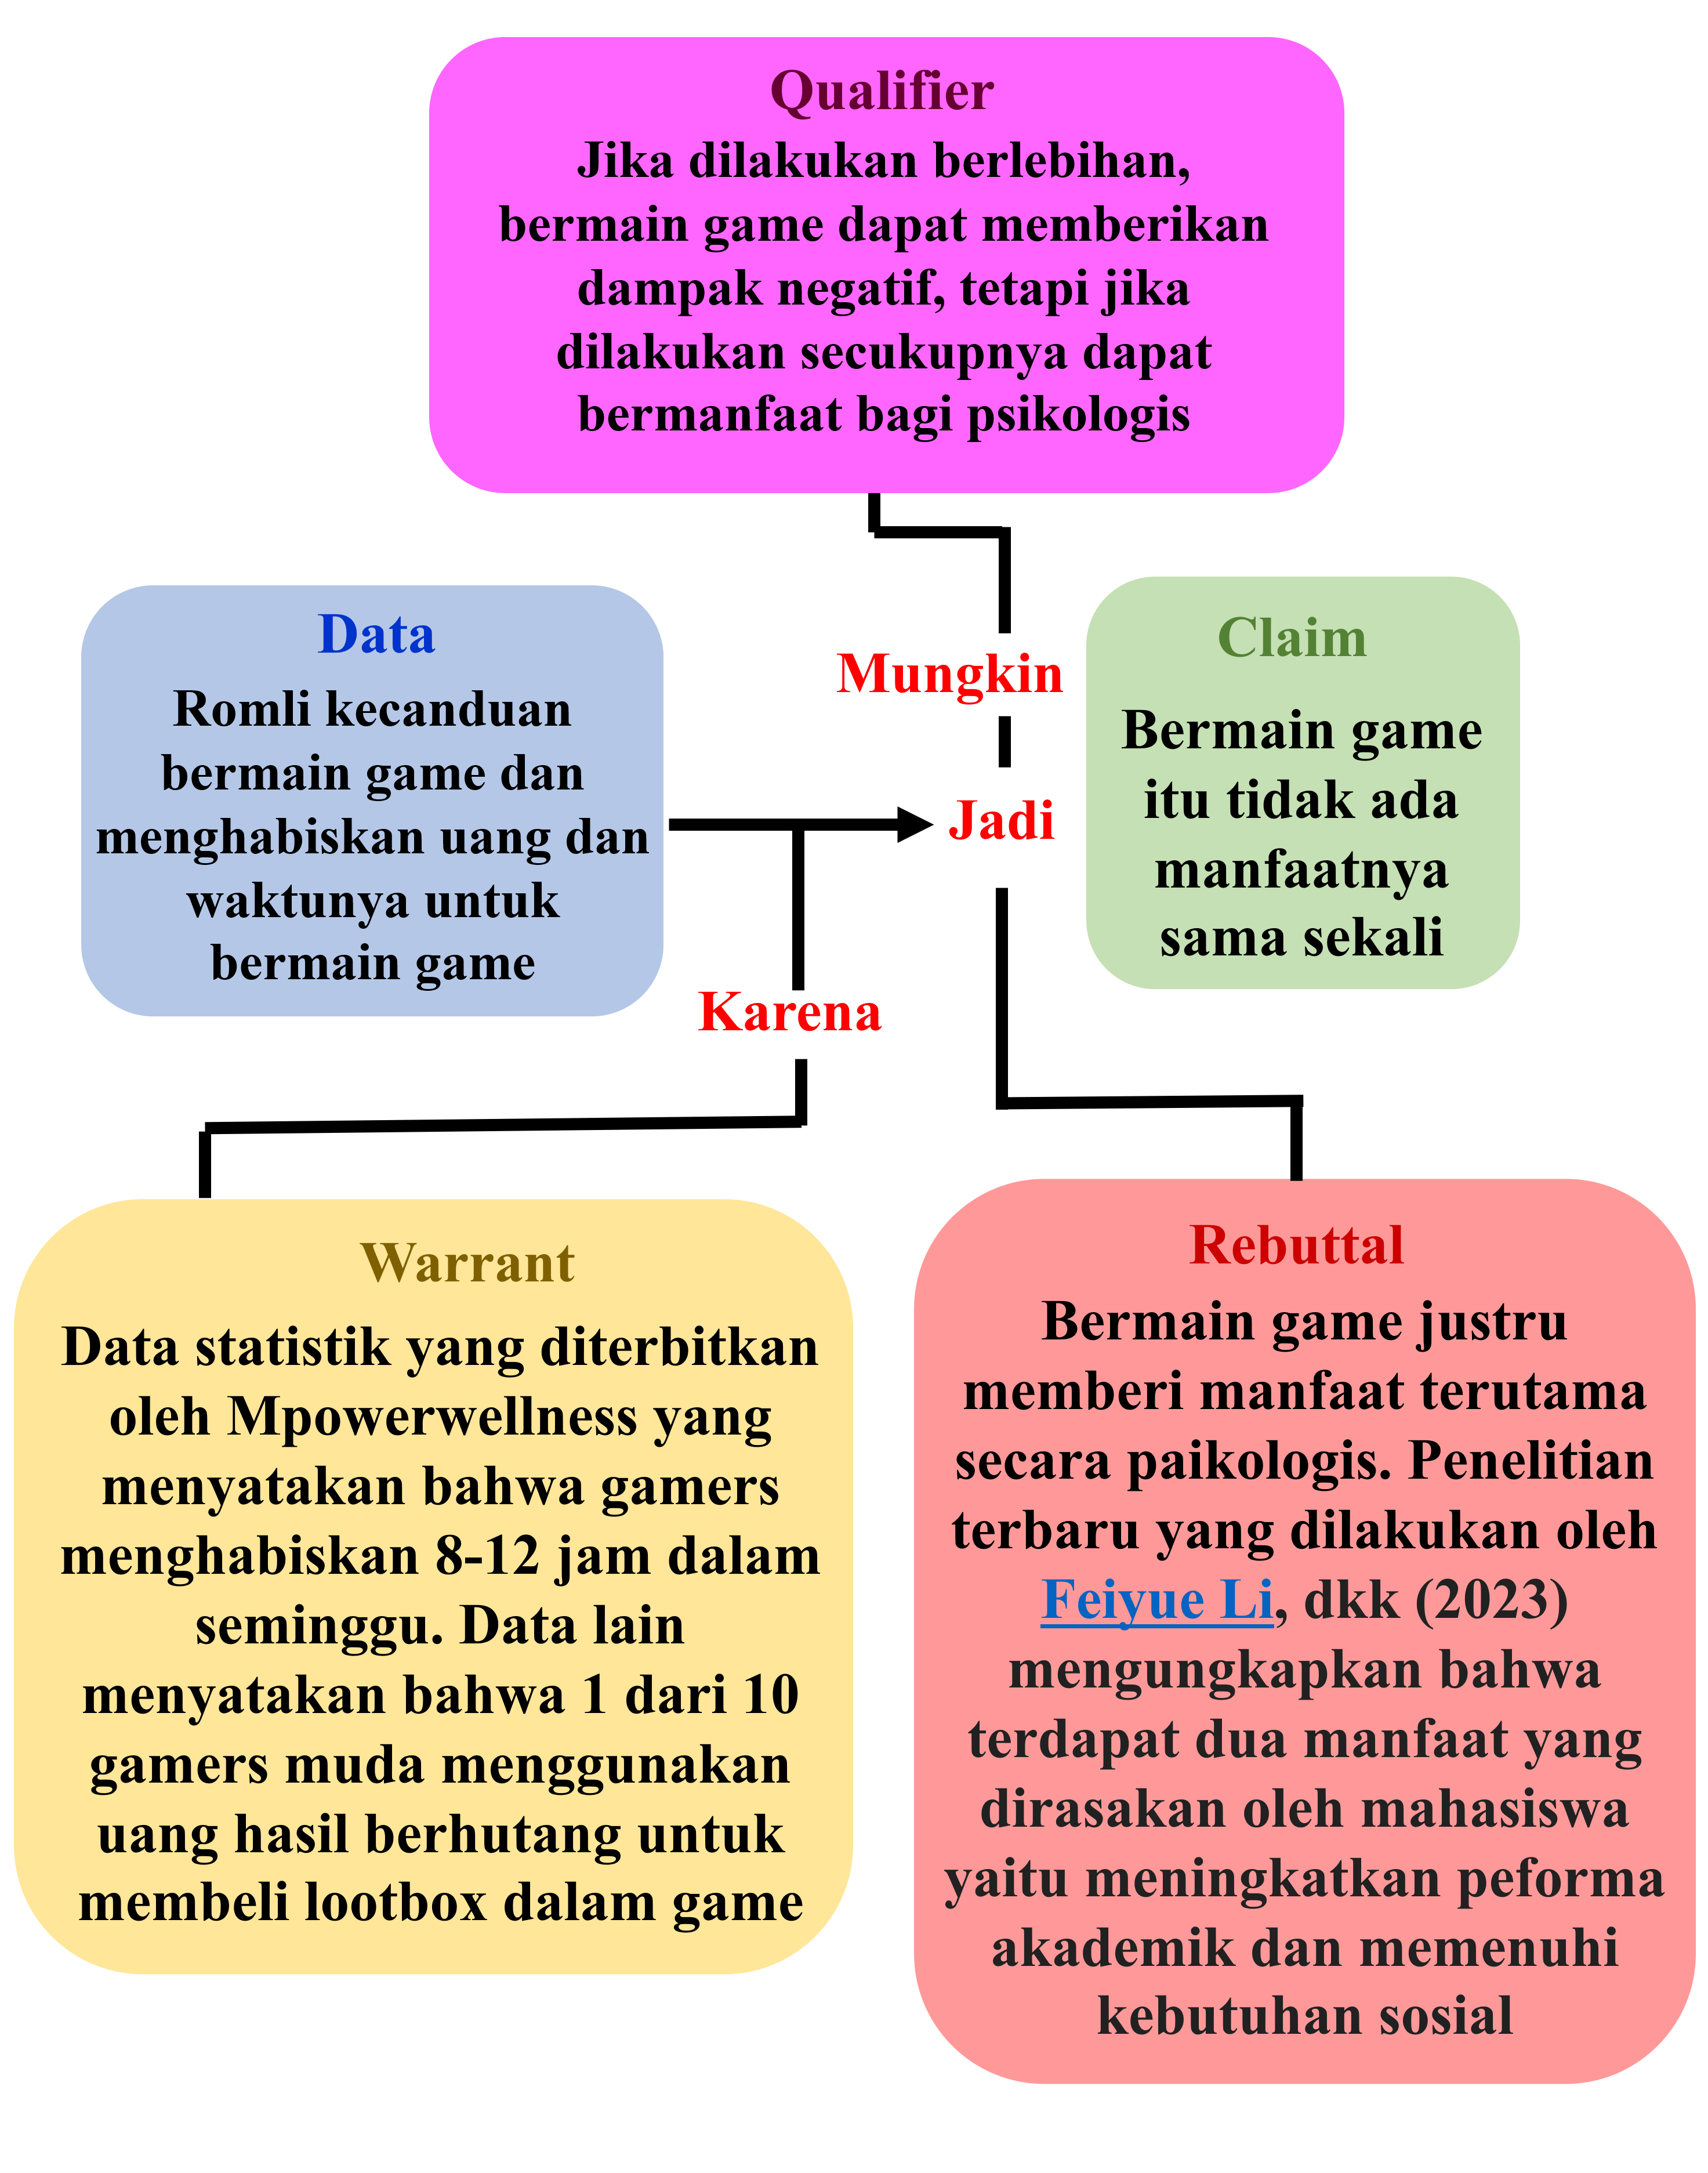 Qualifier
Jika dilakukan berlebihan,
bermain game dapat memberikan
dampak negatif, tetapi jika
dilakukan secukupnya dapat
bermanfaat bagi psikologis
Data
Romli kecanduan
bermain game dan
menghabiskan uang dan
waktunya untuk
bermain game
Mungkin
Jadi
Karena
Claim
Bermain game
itu tidak ada
manfaatnya
sama sekali
Warrant
Data statistik yang diterbitkan
oleh Mpowerwellness yang
menyatakan bahwa gamers
menghabiskan 8-12 jam dalam
seminggu. Data lain
menyatakan bahwa 1 dari 10
gamers muda menggunakan
uang hasil berhutang untuk
membeli lootbox dalam game
Rebuttal
Bermain game justru
memberi manfaat terutama
secara paikologis. Penelitian
terbaru yang dilakukan oleh
Feiyue Li, dkk (2023)
mengungkapkan bahwa
terdapat dua manfaat yang
dirasakan oleh mahasiswa
yaitu meningkatkan peforma
akademik dan memenuhi
kebutuhan sosial